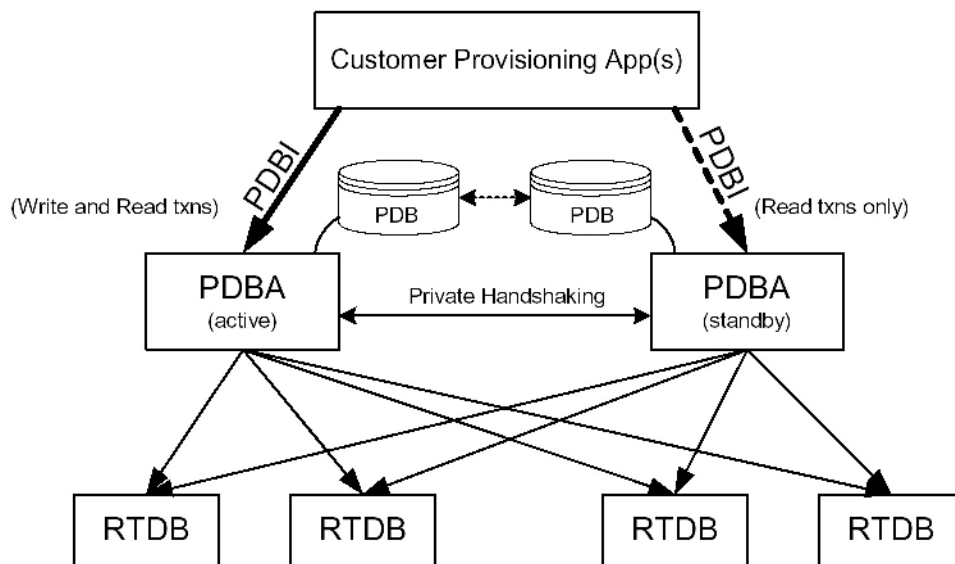 Customer Provisioning App(s)
PDBI
PDBI
(Write and Read txns)
PDB
PDB
(Read txns only)
PDBA
(active)
Private Handshaking
PDBA
(standby)
RTDB
RTDB
RTDB
RTDB